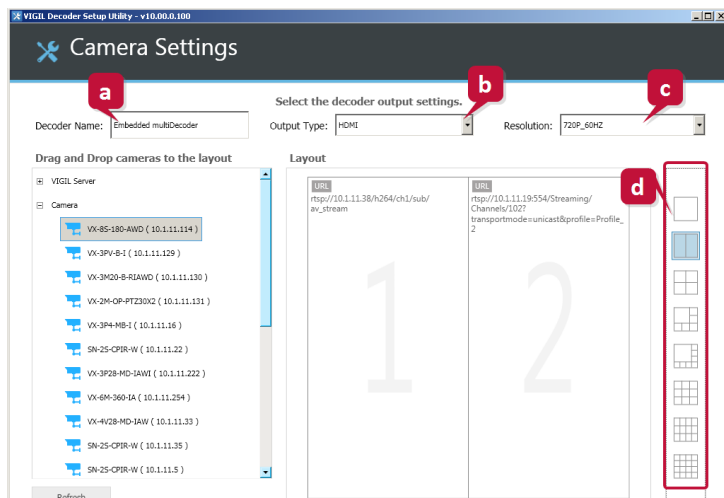 VIGIL Decoder Setup Utility - v10.00.0.100
Camera Settings
a
b
c
Select the decoder output settings.
Decoder Name:
Embedded multiDecoder
Output Type:
HDMI
Resolution:
720P_60HZ
Drag and Drop cameras to the layout
Layout
d
VIGIL Server
Camera
VX-8S-180-AWD ( 10.1.11.114 )
VX-3PV-B-I ( 10.1.11.129 )
VX-3M20-B-RIAWD ( 10.1.11.130 )
VX-2M-OP-PTZ30X2 ( 10.1.11.131 )
VX-3P4-MB-I ( 10.1.11.16 )
SN-2S-CPIR-W ( 10.1.11.22 )
VX-3P28-MD-IAWI ( 10.1.11.222 )
VX-6M-360-IA ( 10.1.11.254 )
VX-4V28-MD-IAW ( 10.1.11.33 )
SN-2S-CPIR-W ( 10.1.11.35 )
SN-2S-CPIR-W ( 10.1.11.5 )
Refresh
URL
rtsp://10.1.11.38/h264/ch1/sub/
av_stream
1
URL
rtsp://10.1.11.19:554/Streaming/
Channels/102?
transportmode=unicast&profile=Profile_
2
2